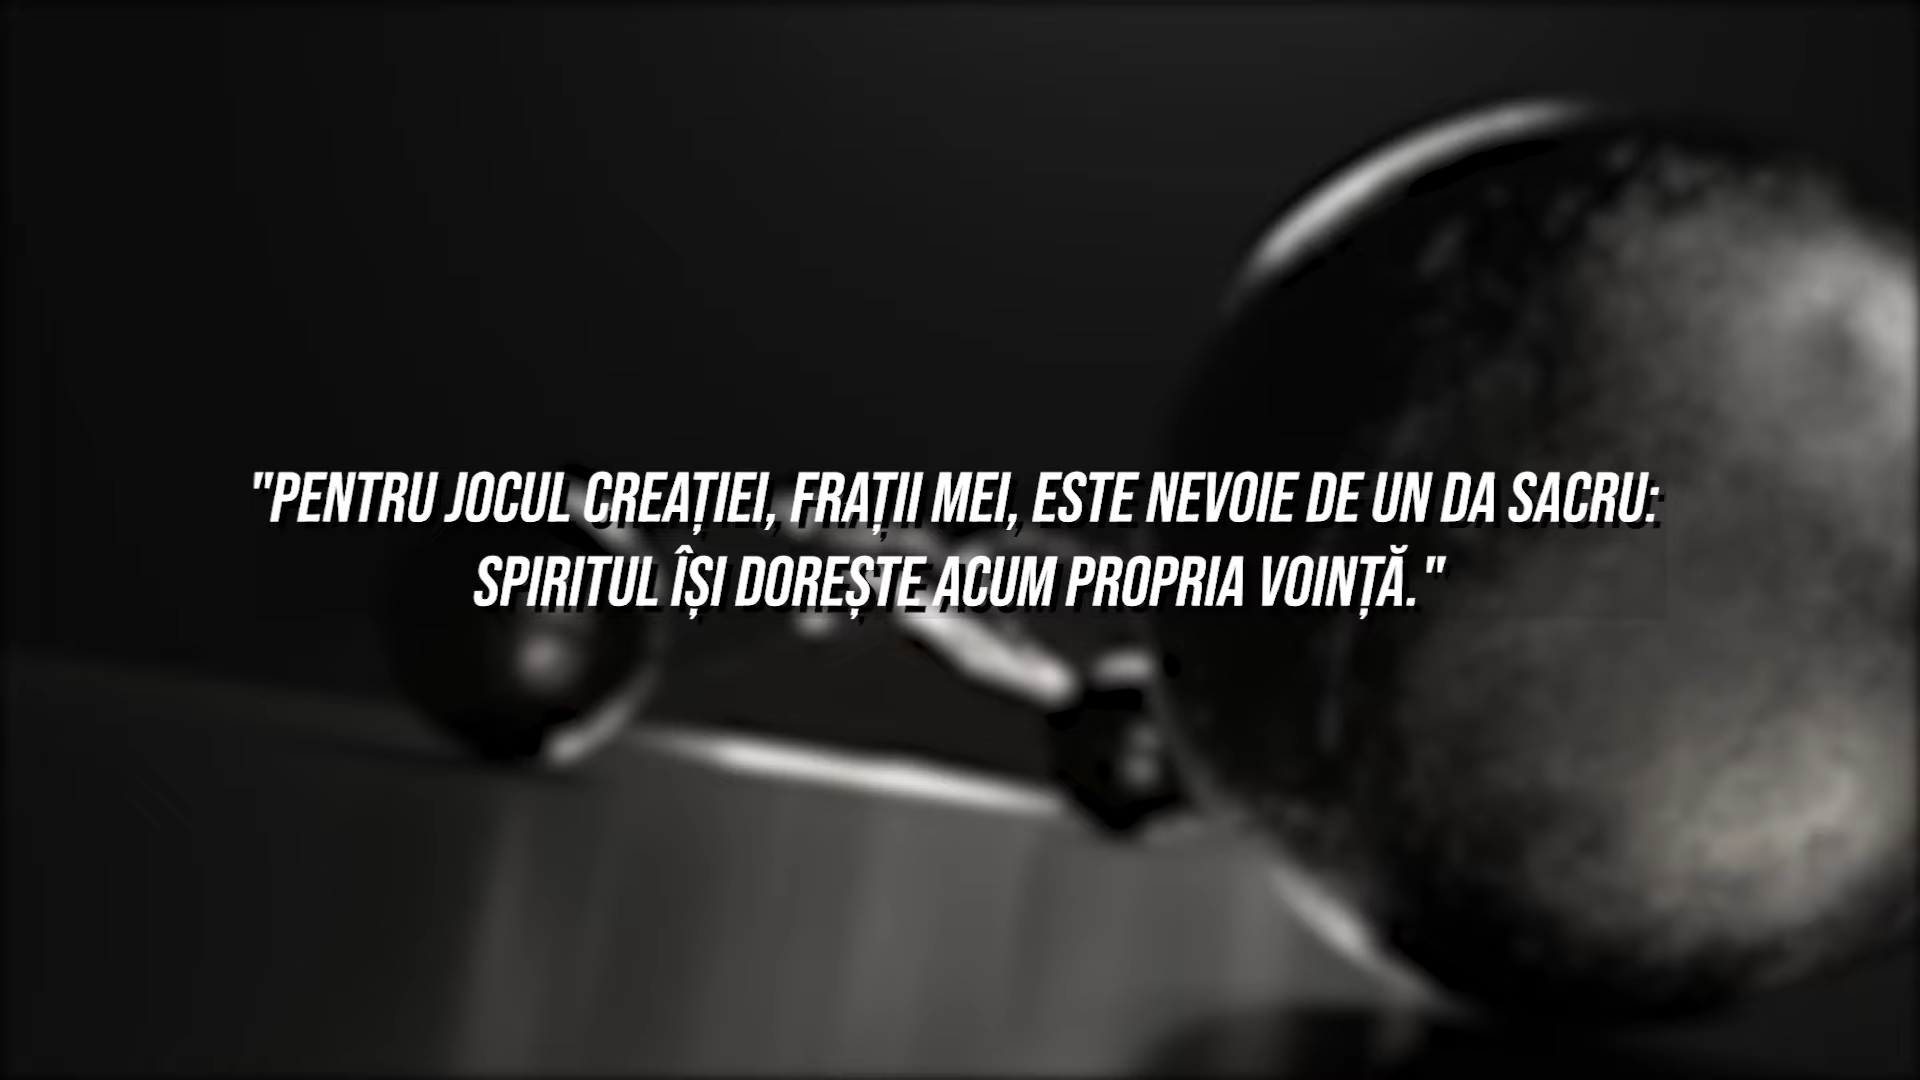 "PENTRU JOCUL CREAȚIEI, FRAȚII MEI, ESTE NEVOIE DE UN DA SACRU:
SPIRITUL ÎȘI DOREȘTE ACUM PROPRIA VOINȚĂ."